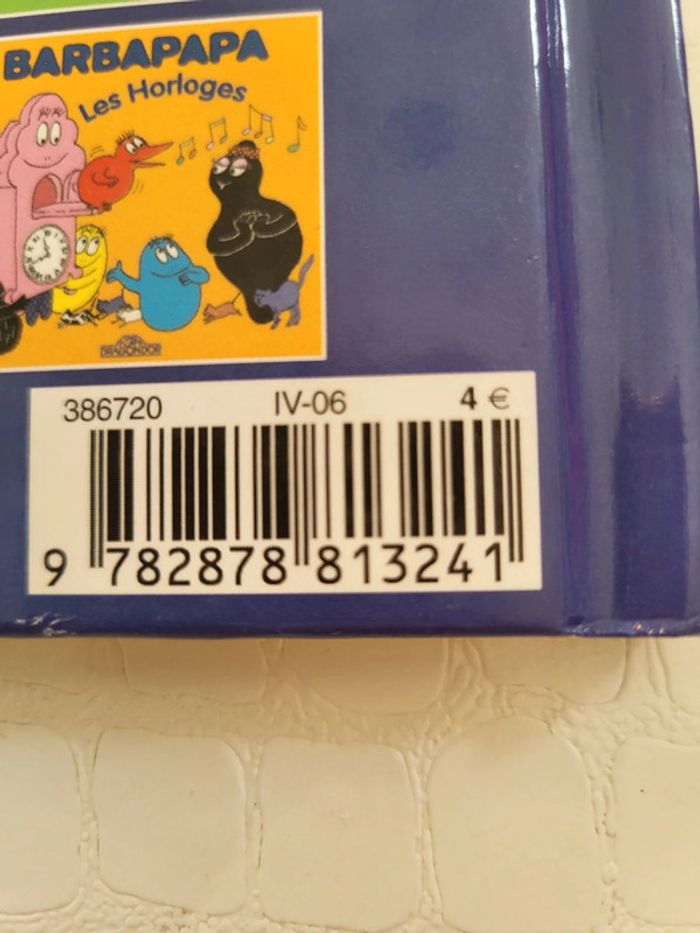 BARBAPAPA
Les Horloges
DRAGON D'OR
386720 IV-06 4 €
9 782878 813241